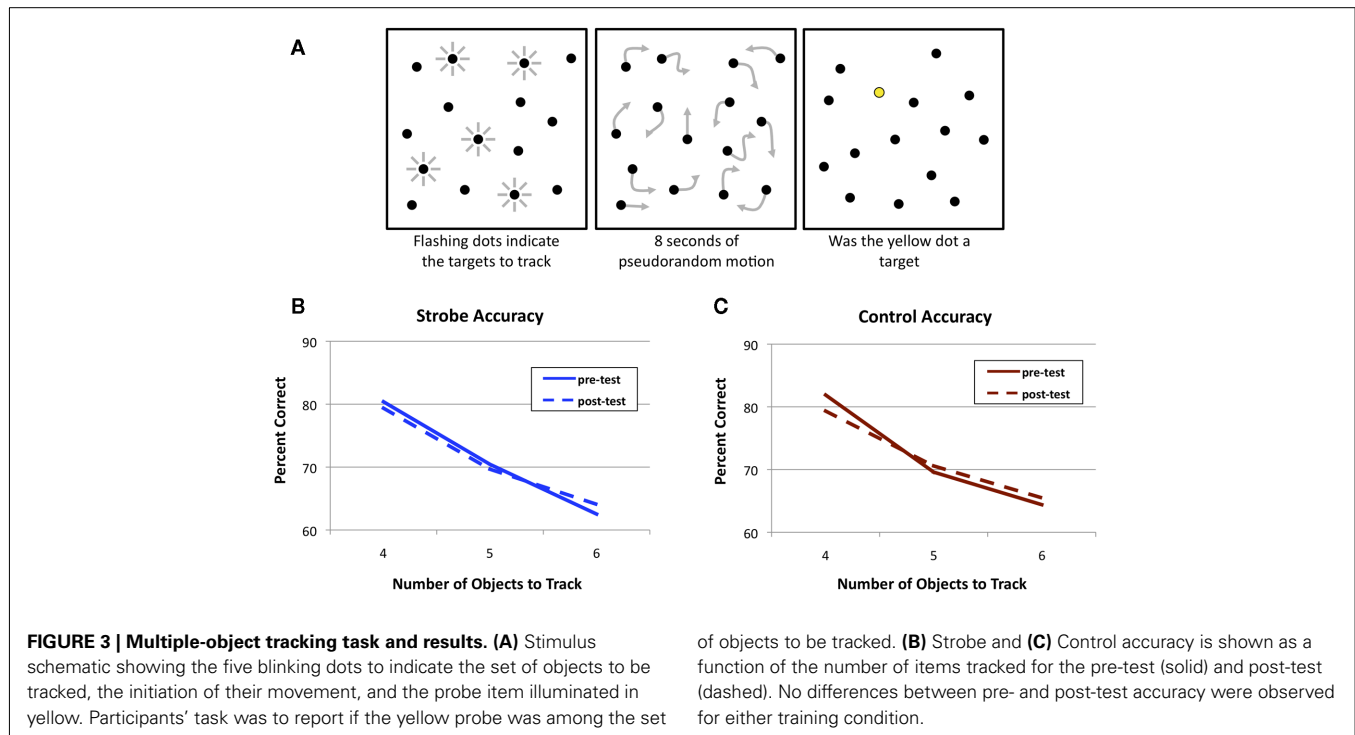 A
Flashing dots indicate
the targets to track
8 seconds of
pseudorandom motion
Was the yellow dot a
target
B
Strobe Accuracy
90
80
70
60
Percent Correct
pre-test
post-test
4 5 6
Number of Objects to Track
C
Control Accuracy
90
80
70
60
Percent Correct
pre-test
post-test
4 5 6
Number of Objects to Track
FIGURE 3 | Multiple-object tracking task and results. (A) Stimulus
schematic showing the five blinking dots to indicate the set of objects to be
tracked, the initiation of their movement, and the probe item illuminated in
yellow. Participants’ task was to report if the yellow probe was among the set
of objects to be tracked. (B) Strobe and (C) Control accuracy is shown as a
function of the number of items tracked for the pre-test (solid) and post-test
(dashed). No differences between pre- and post-test accuracy were observed
for either training condition.